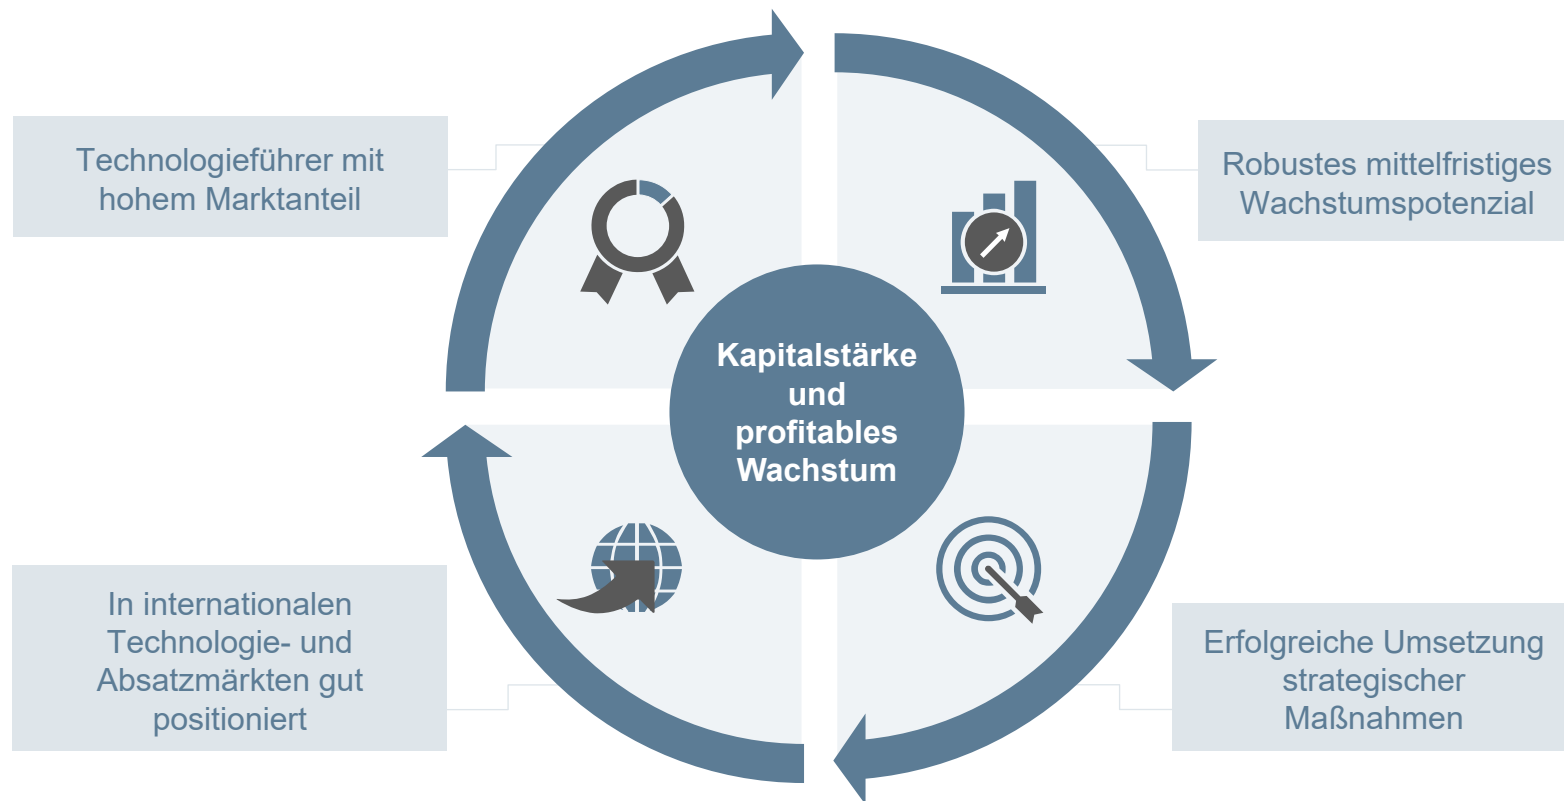 Technologieführer mit
hohem Marktanteil
Robustes mittelfristiges
Wachstumspotenzial
Kapitalstärke
und
profitables
Wachstum
In internationalen
Technologie- und
Absatzmärkten gut
positioniert
Erfolgreiche Umsetzung
strategischer
Maßnahmen